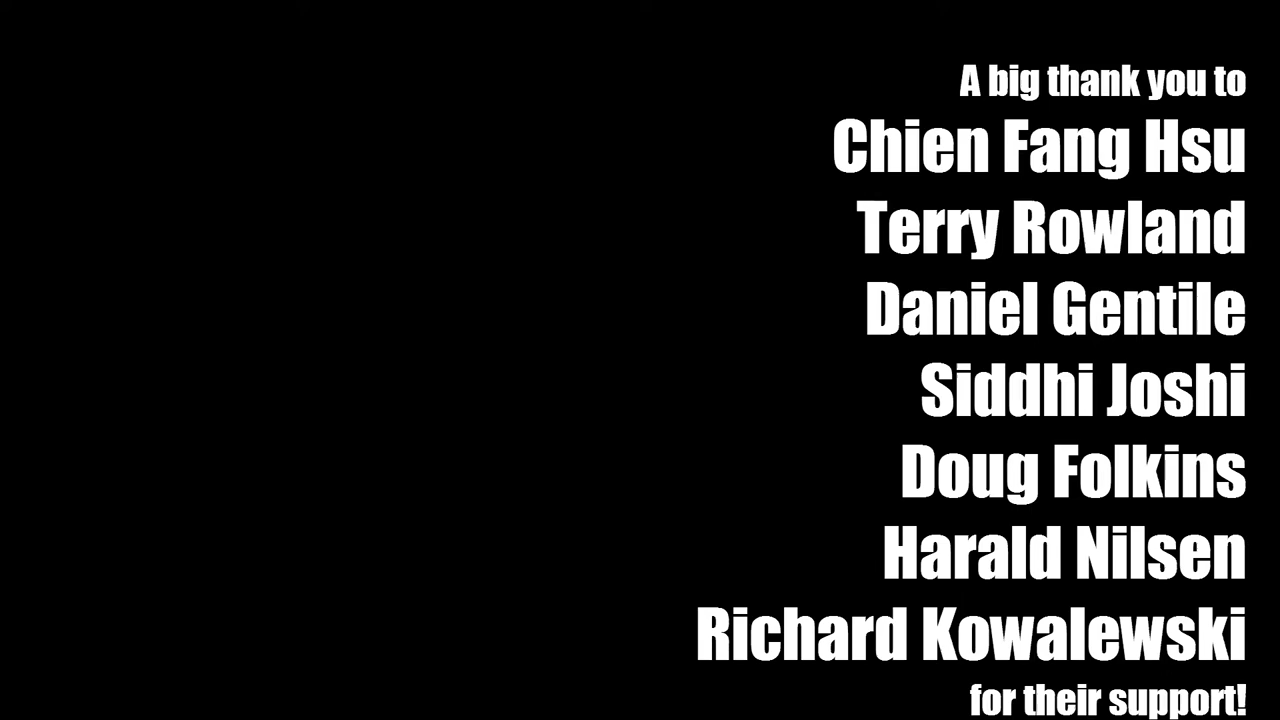 A big thank you to
Chien Fang Hsu
Terry Rowland
Daniel Gentile
Siddhi Joshi
Doug Folkins
Harald Nilsen
Richard Kowalewski
for their support!